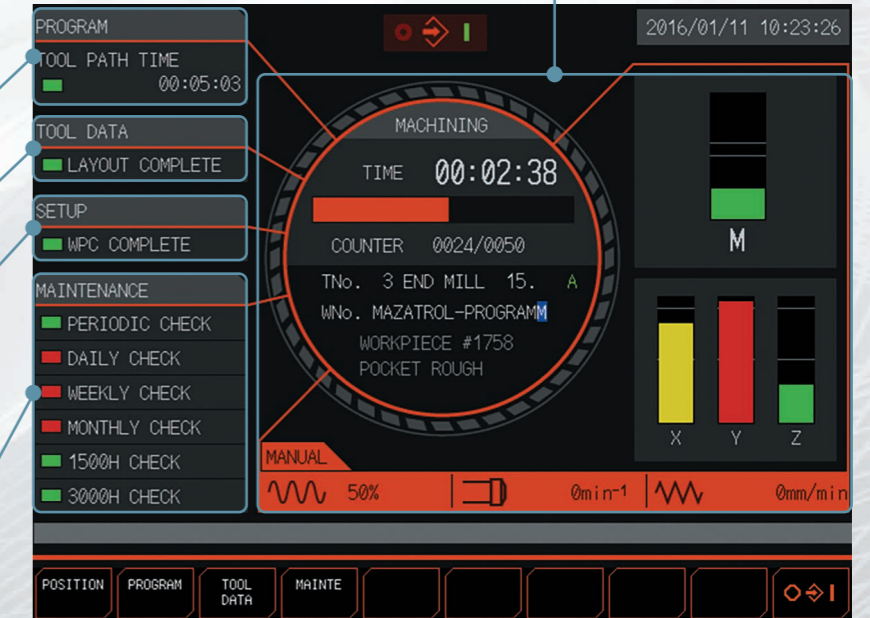 PROGRAM
TOOL PATH TIME
00:05:03
TOOL DATA
LAYOUT COMPLETE
SETUP
WPC COMPLETE
MAINTENANCE
PERIODIC CHECK
DAILY CHECK
WEEKLY CHECK
MONTHLY CHECK
1500H CHECK
3000H CHECK
2016/01/11 10:23:26
MACHINING
TIME 00:02:38
COUNTER 0024/0050
TNo. 3 END MILL 15. A
WNo. MAZATROL-PROGRAMM
WORKPIECE #1758
POCKET ROUGH
M
X Y Z
MANUAL
50% 0min-1 0mm/min
POSITION PROGRAM TOOL DATA MAINTE